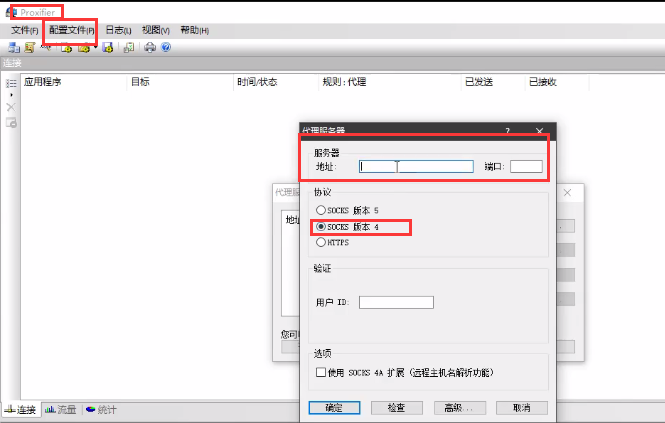 Proxifier
文件(F) 配置文件(P) 日志(L) 视图(V) 帮助(H)
连接
应用程序 目标 时间/状态 规则:代理 已发送 已接收
代理服务器 ?
服务器
地址: 端口:
代理服
地址
协议
SOCKS 版本 5
SOCKS 版本 4
HTTPS
验证
用户 ID:
您可
选项
使用 SOCKS 4A 扩展 (远程主机名解析功能)
确定 检查 高级... 取消
连接 流量 统计